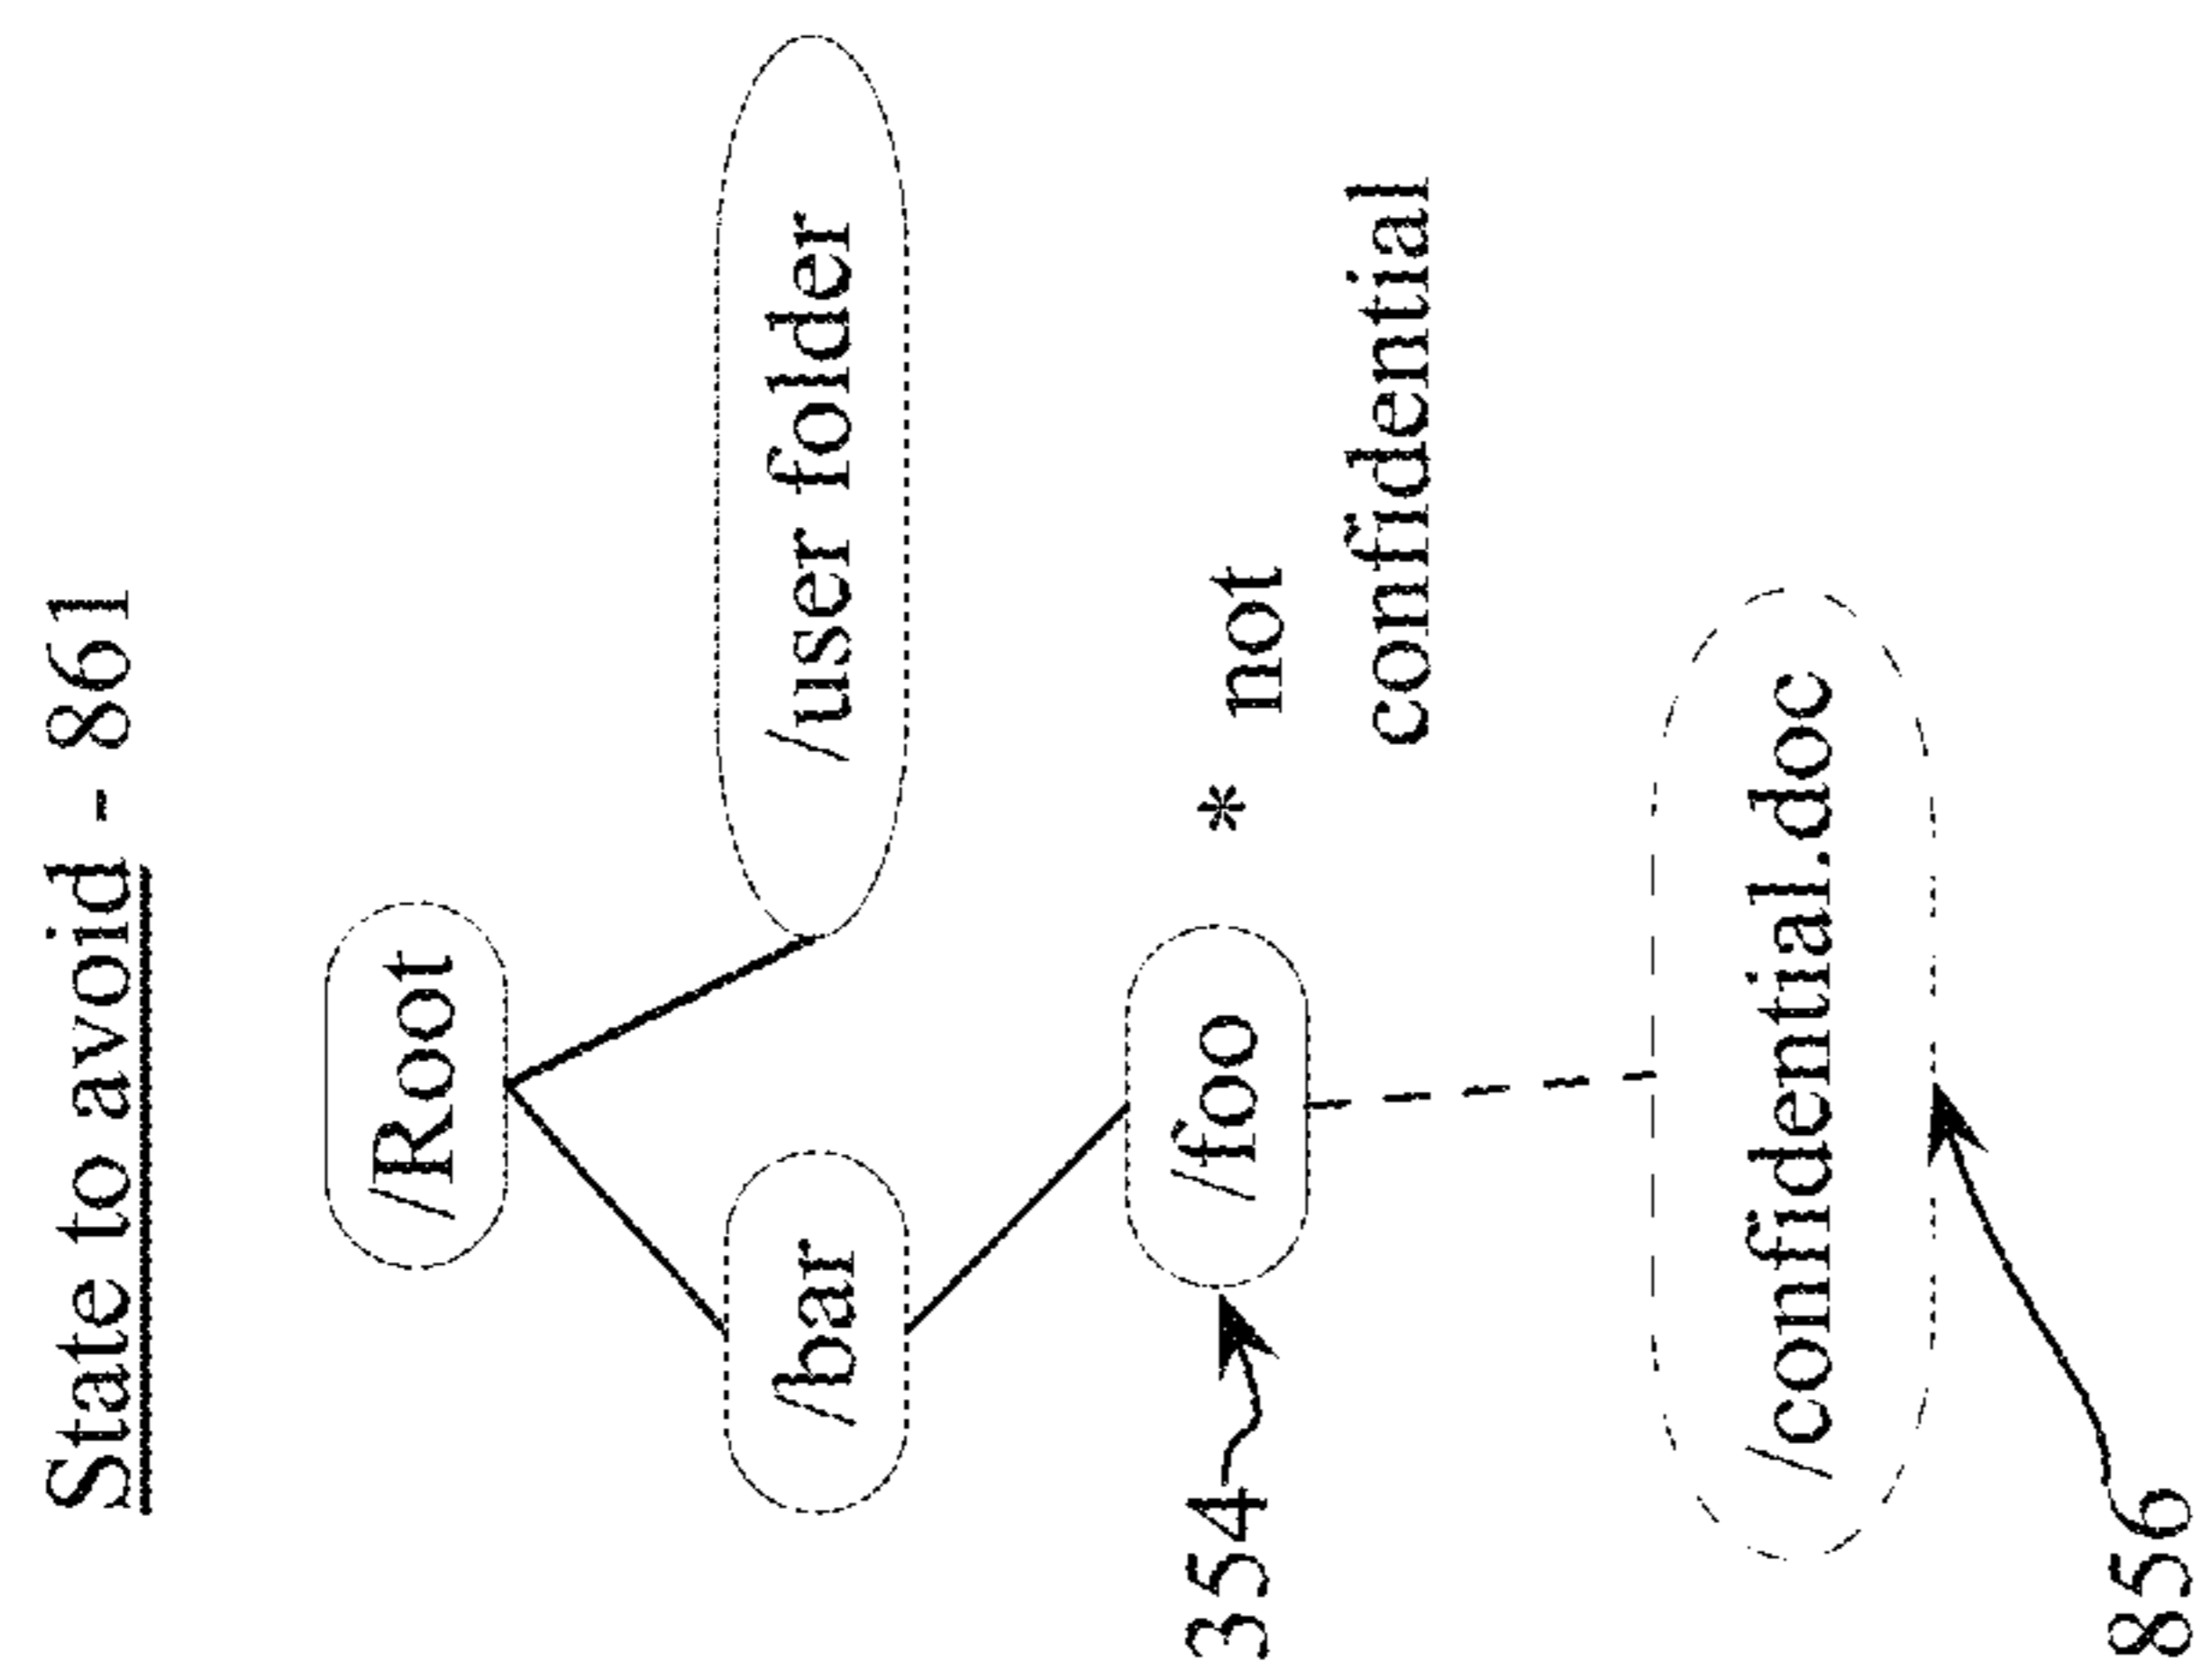 State to avoid - 861
/Root
/bar
/user folder
354
/foo
* not
confidential
/confidential.doc
856